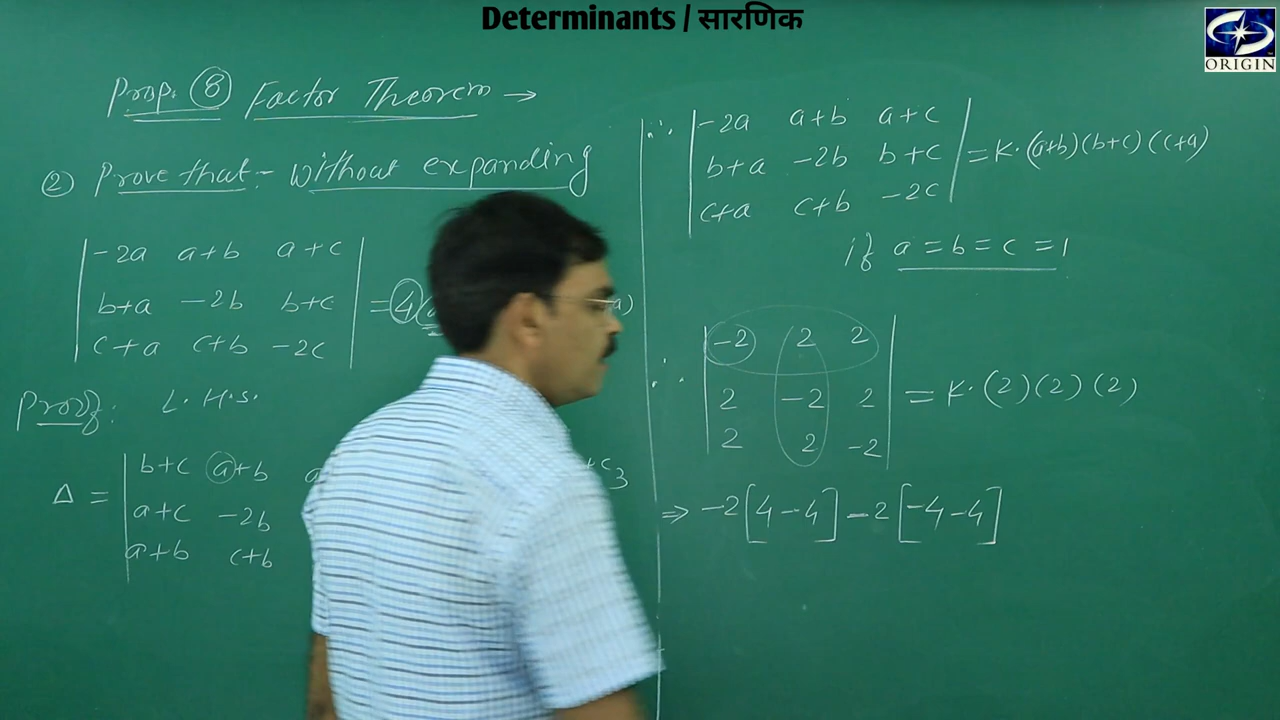 Determinants / सारणिक
ORIGIN
Prop. 8 Factor Theorem →
2) Prove that :- without expanding
| -2a a+b a+c |
| b+a -2b b+c | = 4( a)
| c+a c+b -2c |
Proof: L.H.S.
| b+c a+b a
Δ = | a+c -2b
| a+b c+b
+C3
∴ | -2a a+b a+c |
| b+a -2b b+c | = K·(a+b)(b+c)(c+a)
| c+a c+b -2c |
if a = b = c = 1
∴ | -2 2 2 |
| 2 -2 2 | = K·(2)(2)(2)
| 2 2 -2 |
⇒ -2[4-4] -2[-4-4]